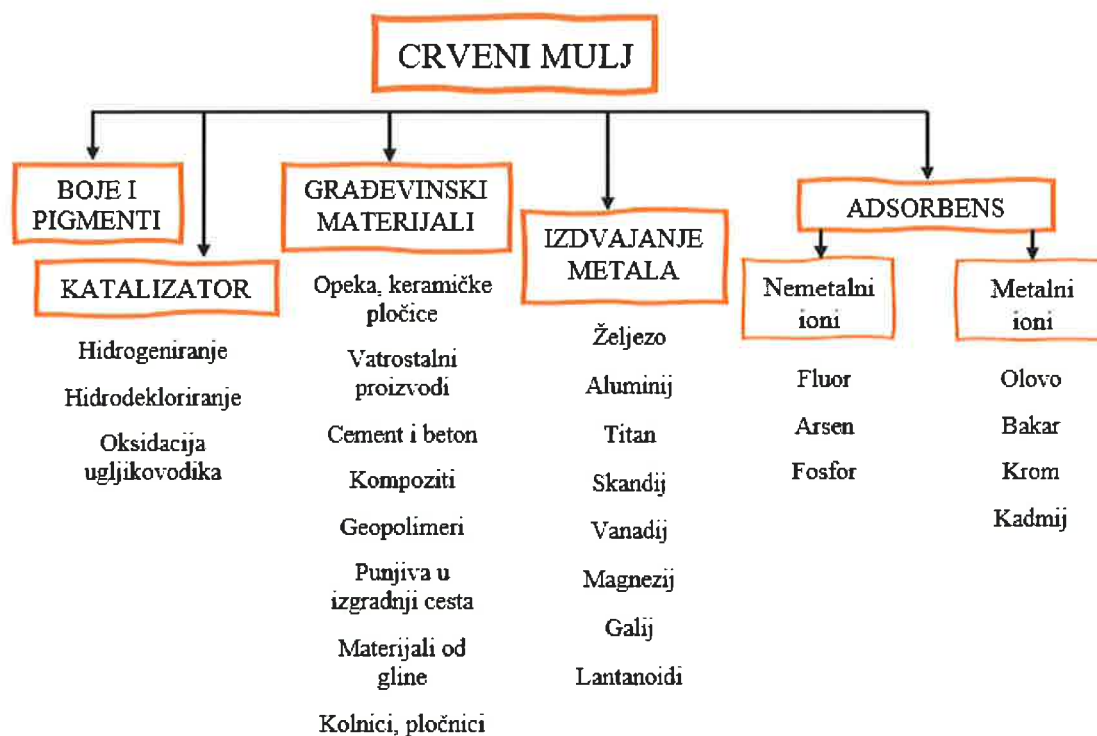 CRVENI MULJ
BOJE I
PIGMENTI
KATALIZATOR
Hidrogeniranje
Hidrodekloriranje
Oksidacija
ugljikovodika
GRAĐEVINSKI
MATERIJALI
Opeka, keramičke
pločice
Vatrostalni
proizvodi
Cement i beton
Kompoziti
Geopolimeri
Punjiva u
izgradnji cesta
Materijali od
gline
Kolnici, pločnici
IZDVAJANJE
METALA
Željezo
Aluminij
Titan
Skandij
Vanadij
Magnezij
Galij
Lantanoidi
ADSORBENS
Nemetalni
ioni
Fluor
Arsen
Fosfor
Metalni
ioni
Olovo
Bakar
Krom
Kadmij